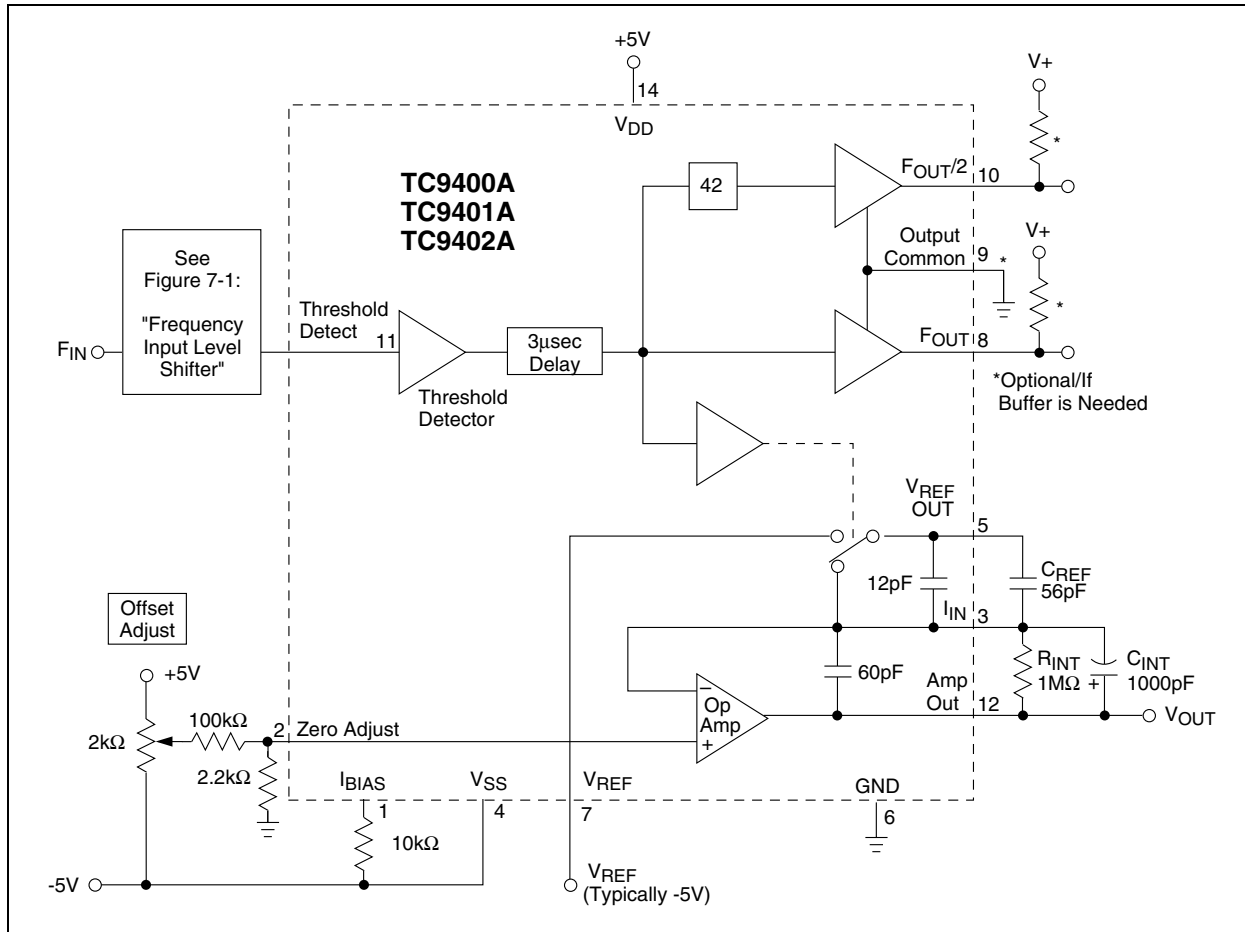 +5V
14
V+
VDD
*
TC9400A
TC9401A
TC9402A
42
FOUT/2
10
V+
Output
Common
9
*
*
See
Figure 7-1:
"Frequency
Input Level
Shifter"
FIN
Threshold
Detect
11
3µsec
Delay
FOUT
8
Threshold
Detector
*Optional/If
Buffer is Needed
VREF
OUT
5
12pF
CREF
56pF
IIN
3
Offset
Adjust
+5V
60pF
RINT
1MΩ
+
CINT
1000pF
Amp
Out
12
VOUT
–
Op
Amp
+
100kΩ
2
Zero Adjust
2kΩ
2.2kΩ
IBIAS
1
VSS
4
VREF
7
GND
6
10kΩ
-5V
VREF
(Typically -5V)